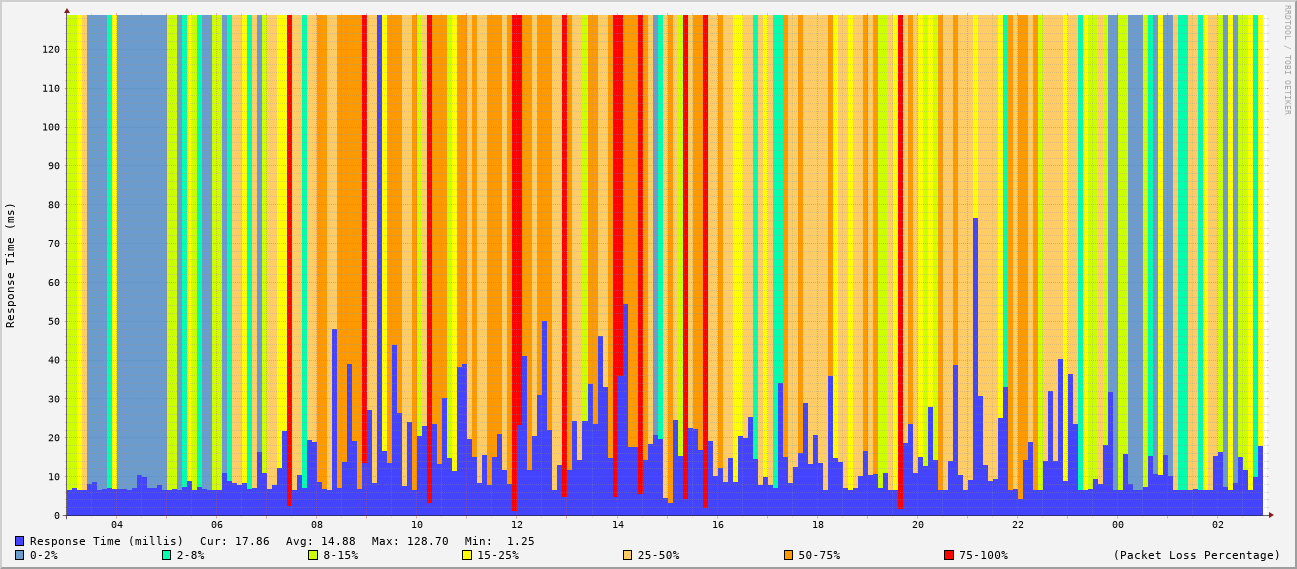 RRDTOOL / TOBI OETIKER
Response Time (ms)
120
110
100
90
80
70
60
50
40
30
20
10
0
04 06 08 10 12 14 16 18 20 22 00 02
Response Time (millis) Cur: 17.86 Avg: 14.88 Max: 128.70 Min: 1.25
0-2% 2-8% 8-15% 15-25% 25-50% 50-75% 75-100% (Packet Loss Percentage)